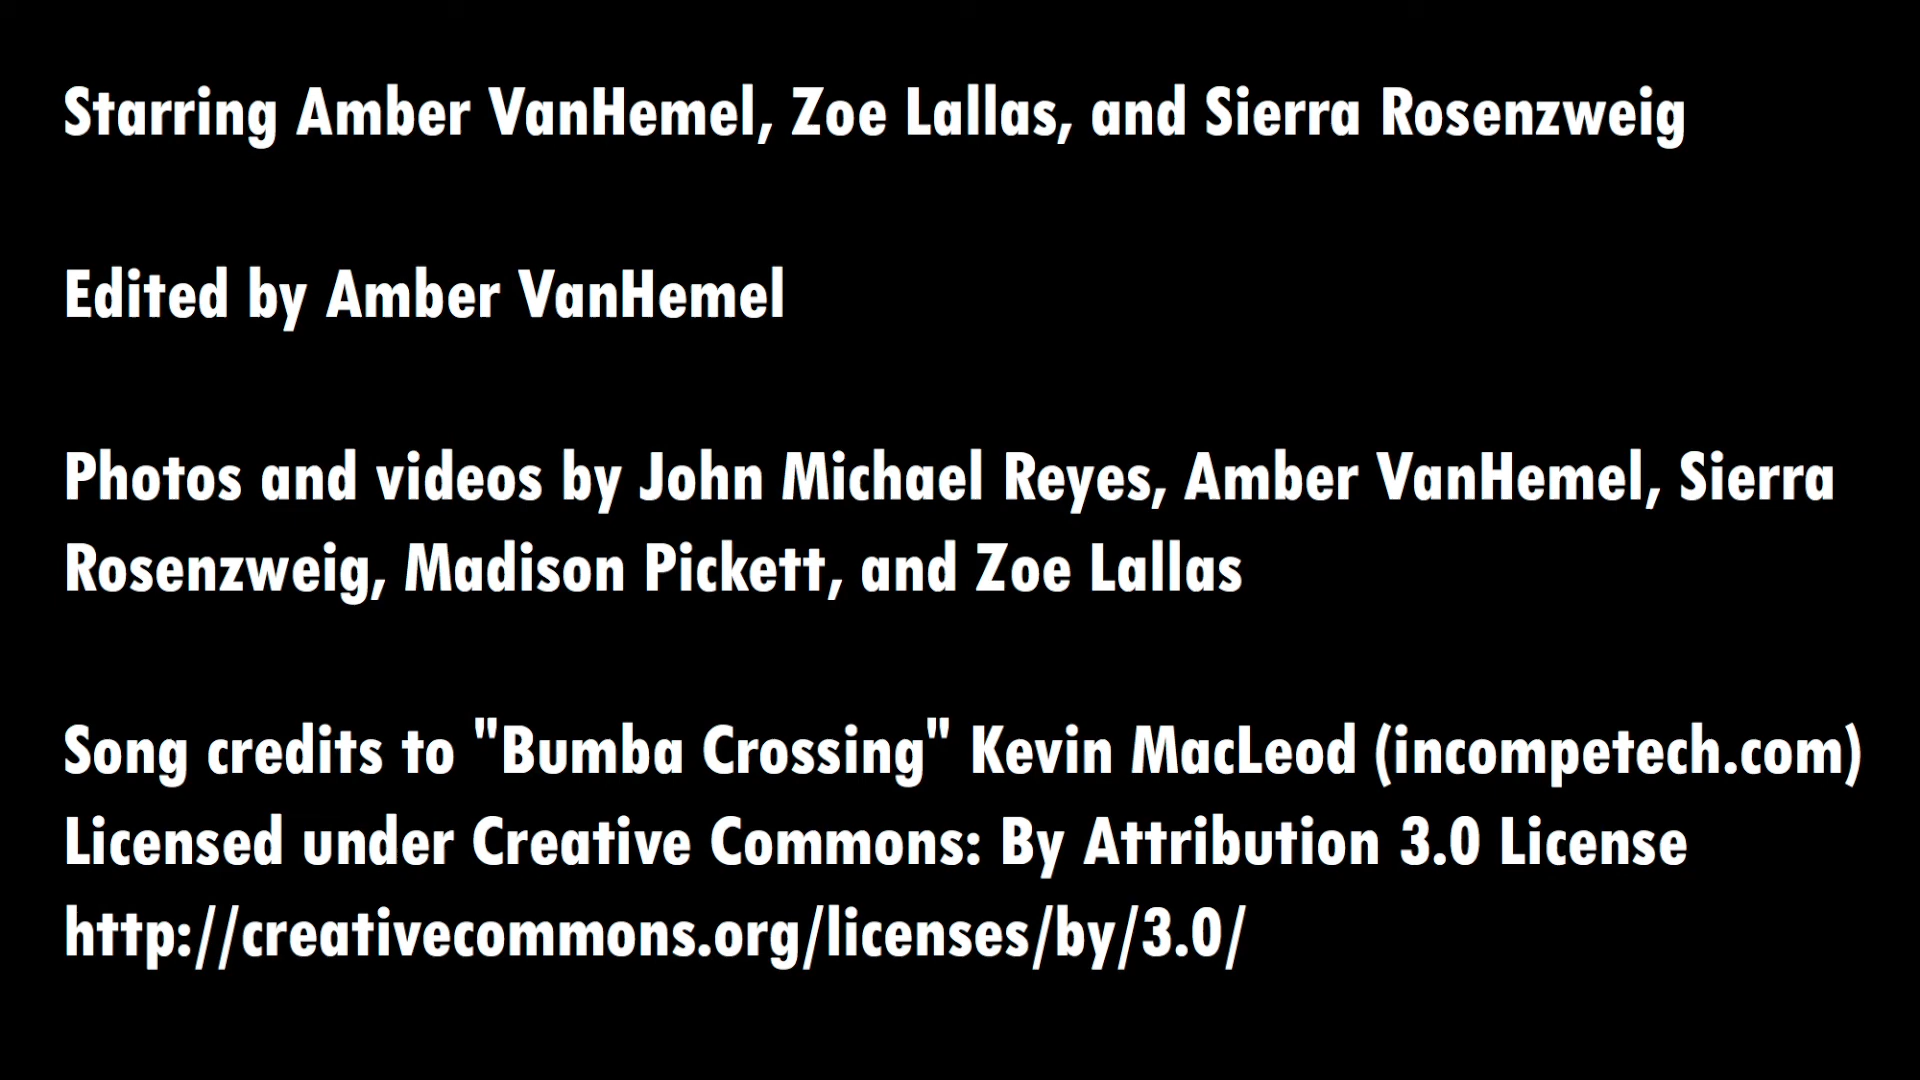 Starring Amber VanHemel, Zoe Lallas, and Sierra Rosenzweig
Edited by Amber VanHemel
Photos and videos by John Michael Reyes, Amber VanHemel, Sierra
Rosenzweig, Madison Pickett, and Zoe Lallas
Song credits to "Bumba Crossing" Kevin MacLeod (incompetech.com)
Licensed under Creative Commons: By Attribution 3.0 License
http://creativecommons.org/licenses/by/3.0/